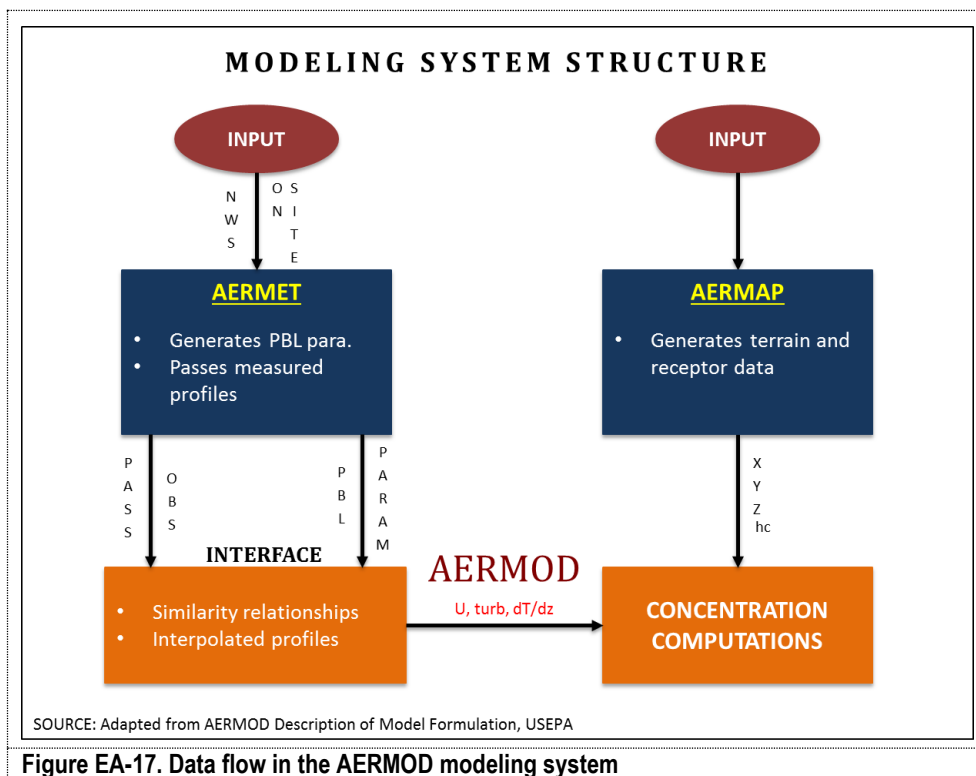 MODELING SYSTEM STRUCTURE
INPUT
INPUT
NWS
ON SITE
AERMET
• Generates PBL para.
• Passes measured
profiles
AERMAP
• Generates terrain and
receptor data
PASS
OBS
PBL
PARAM
X
Y
Z
hc
INTERFACE
• Similarity relationships
• Interpolated profiles
AERMOD
U, turb, dT/dz
CONCENTRATION
COMPUTATIONS
SOURCE: Adapted from AERMOD Description of Model Formulation, USEPA
Figure EA-17. Data flow in the AERMOD modeling system